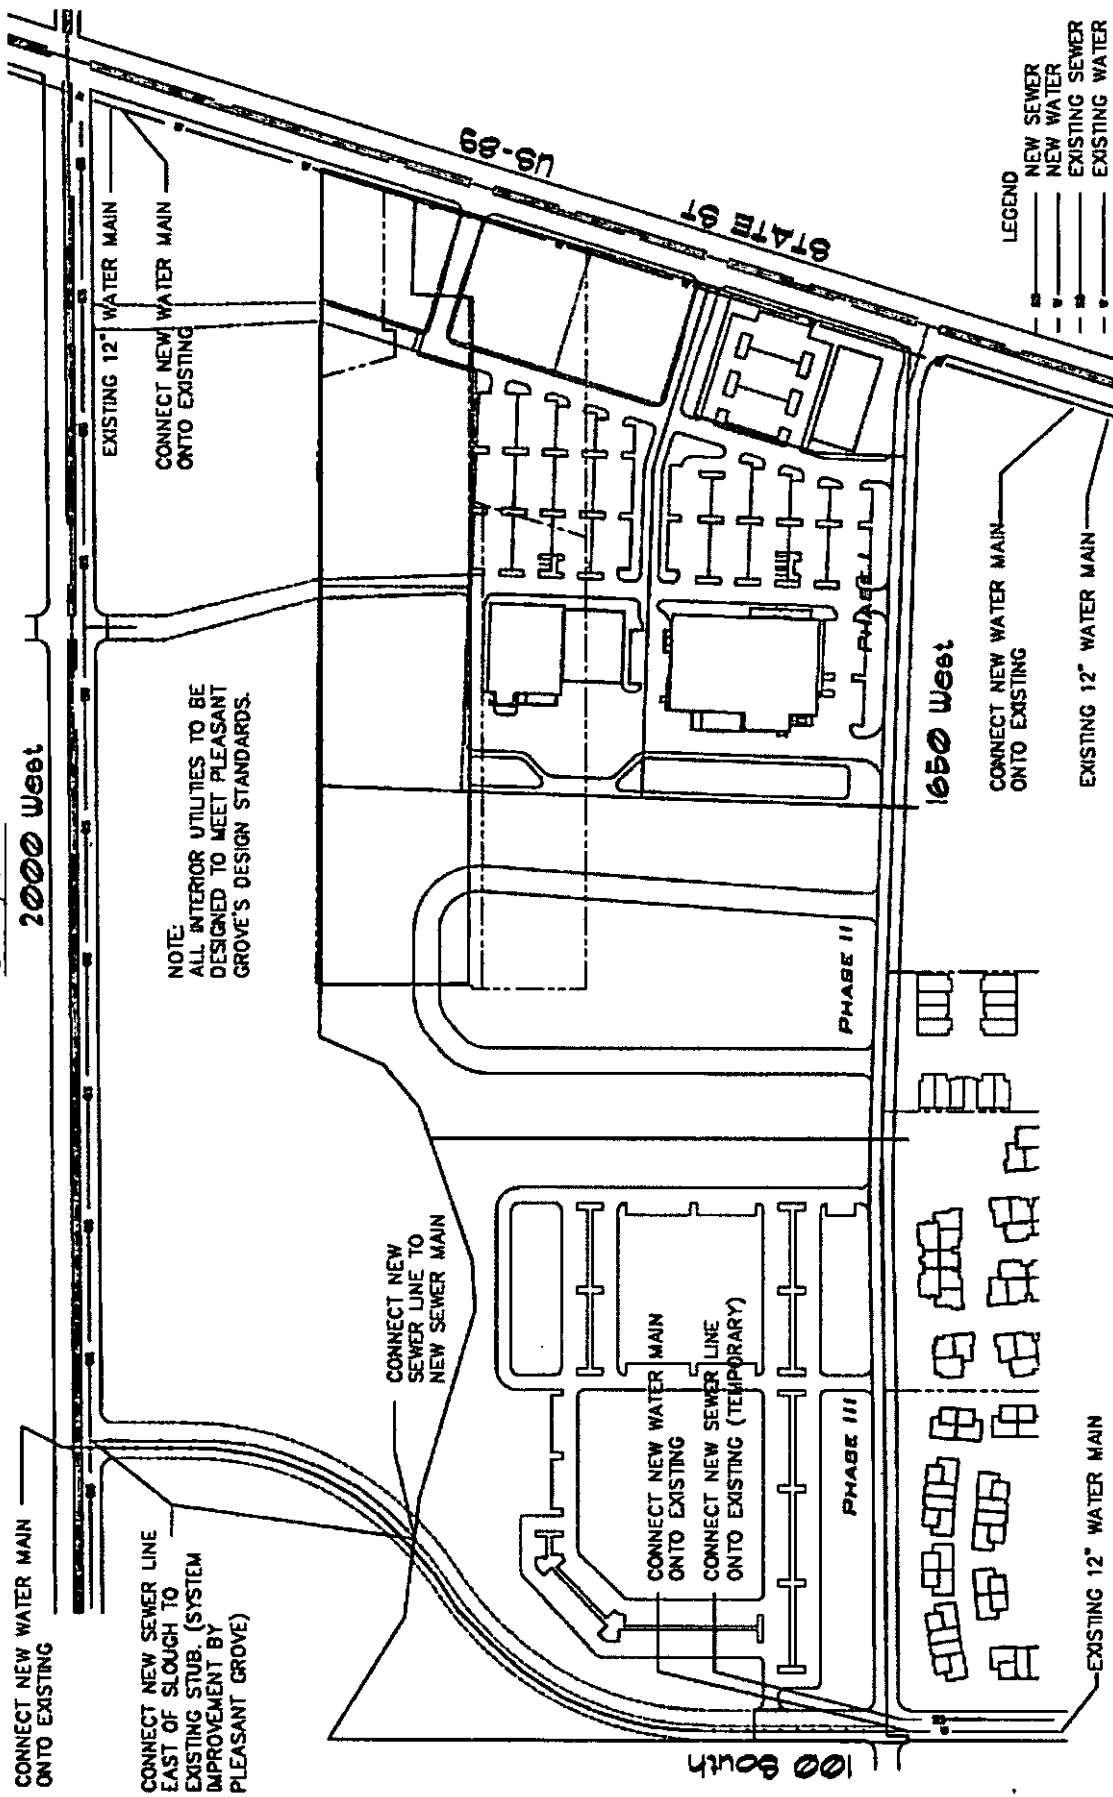 2000 West
CONNECT NEW WATER MAIN
ONTO EXISTING
CONNECT NEW SEWER LINE
EAST OF SLOUGH TO
EXISTING STUB. (SYSTEM
IMPROVEMENT BY
PLEASANT GROVE)
NOTE:
ALL INTERIOR UTILITIES TO BE
DESIGNED TO MEET PLEASANT
GROVE'S DESIGN STANDARDS.
EXISTING 12" WATER MAIN
CONNECT NEW WATER MAIN
ONTO EXISTING
US-89
STATE ST
CONNECT NEW
SEWER LINE TO
NEW SEWER MAIN
CONNECT NEW WATER MAIN
ONTO EXISTING
CONNECT NEW SEWER LINE
ONTO EXISTING (TEMPORARY)
PHASE III
PHASE II
PHASE I
100 South
1650 West
EXISTING 12" WATER MAIN
CONNECT NEW WATER MAIN
ONTO EXISTING
EXISTING 12" WATER MAIN
LEGEND
NEW SEWER
NEW WATER
EXISTING SEWER
EXISTING WATER